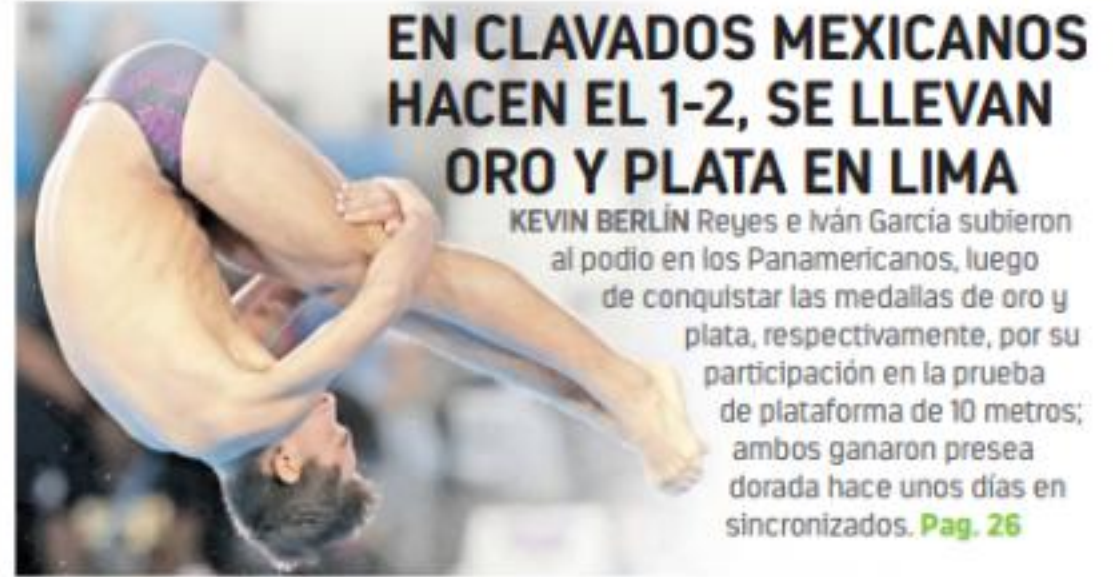 EN CLAVADOS MEXICANOS
HACEN EL 1-2, SE LLEVAN
ORO Y PLATA EN LIMA
KEVIN BERLÍN Reyes e Iván García subieron
al podio en los Panamericanos, luego
de conquistar las medallas de oro y
plata, respectivamente, por su
participación en la prueba
de plataforma de 10 metros;
ambos ganaron presea
dorada hace unos días en
sincronizados. Pag. 26